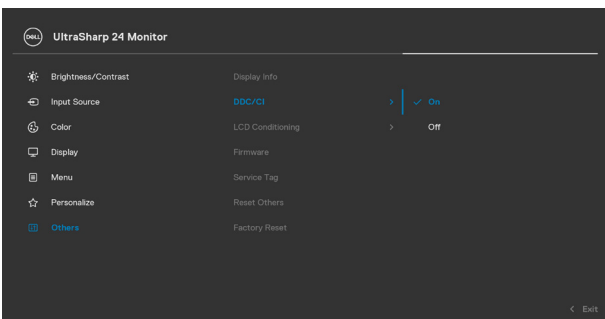 DELL UltraSharp 24 Monitor
Brightness/Contrast Display Info
Input Source DDC/CI > ✓ On
Color LCD Conditioning > Off
Display Firmware
Menu Service Tag
Personalize Reset Others
Others Factory Reset
< Exit